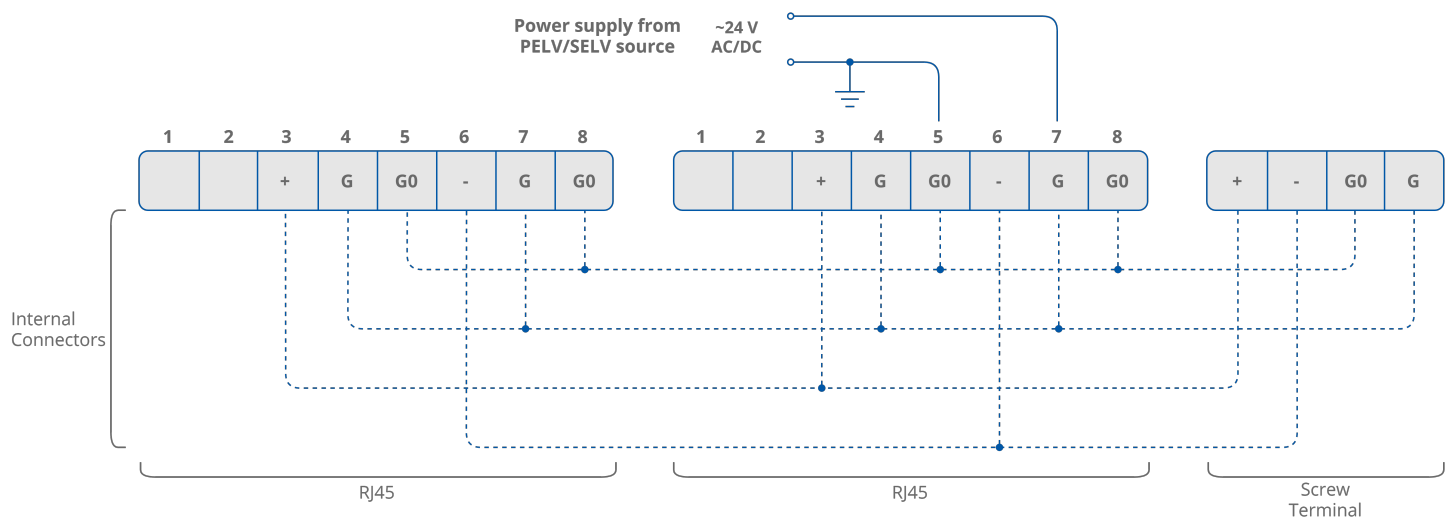 Power supply from ~24 V
PELV/SELV source AC/DC
1 2 3 4 5 6 7 8 1 2 3 4 5 6 7 8
+ G G0 - G G0 + G G0 - G G0 + - G0 G
Internal
Connectors
RJ45 RJ45 Screw
Terminal